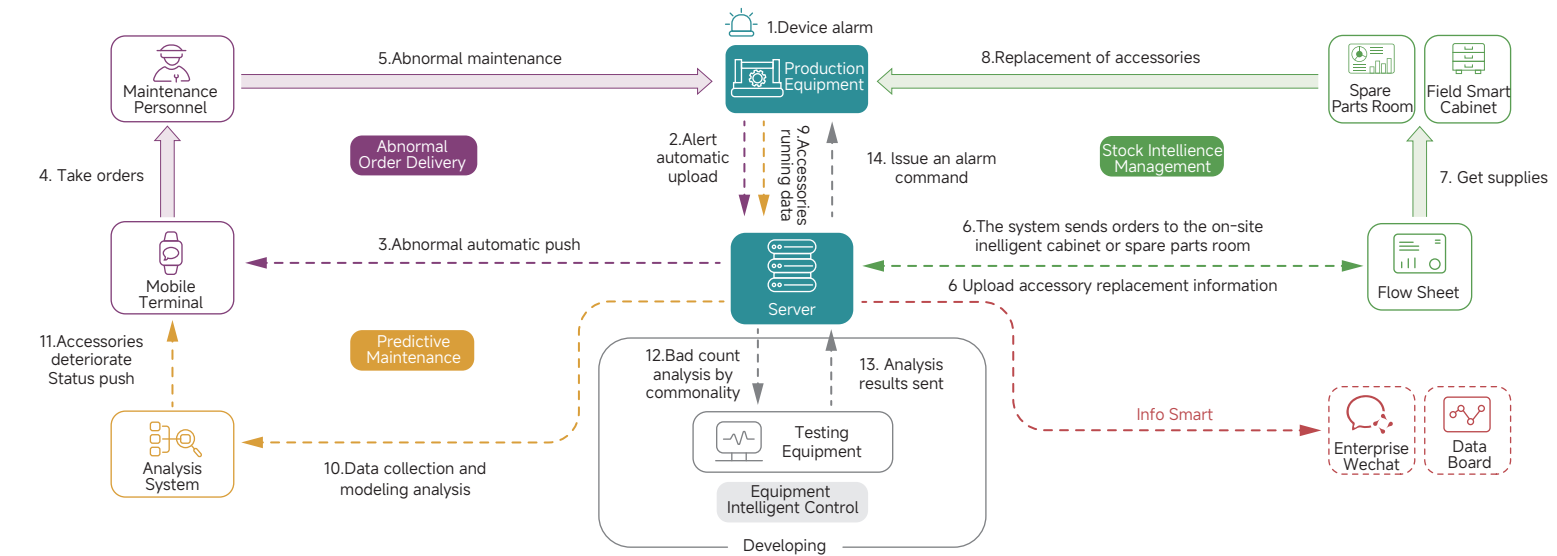 1.Device alarm
5.Abnormal maintenance
8.Replacement of accessories
Production
Equipment
Maintenance
Personnel
Spare
Parts Room
Field Smart
Cabinet
Abnormal
Order Delivery
2.Alert
automatic
upload
9.Accessories
running data
14. Issue an alarm
command
Stock Intellience
Management
4. Take orders
7. Get supplies
3.Abnormal automatic push
6.The system sends orders to the on-site
inelligent cabinet or spare parts room
Mobile
Terminal
Server
6 Upload accessory replacement information
Flow Sheet
11.Accessories
deteriorate
Status push
Predictive
Maintenance
12.Bad count
analysis by
commonality
13. Analysis
results sent
Info Smart
Testing
Equipment
Enterprise
Wechat
Data
Board
Analysis
System
10.Data collection and
modeling analysis
Equipment
Intelligent Control
Developing